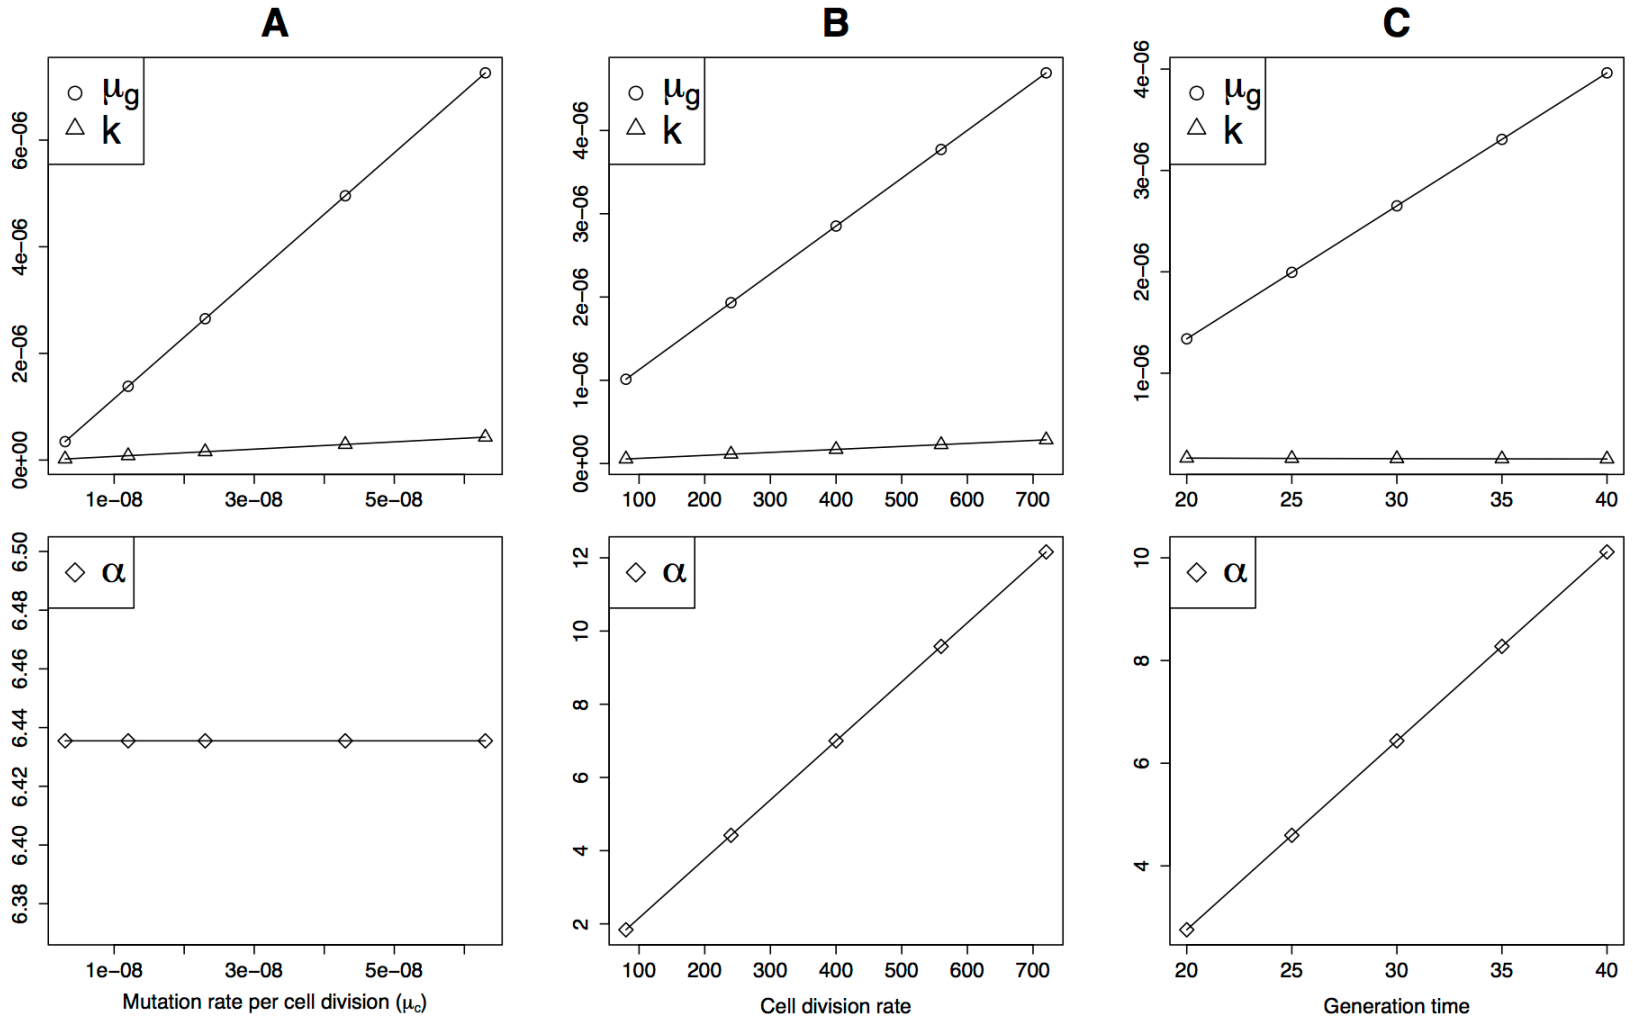 A
B
C
μg
k
6e−06
4e−06
2e−06
0e+00
1e−08
3e−08
5e−08
μg
k
4e−06
3e−06
2e−06
1e−06
0e+00
100 200 300 400 500 600 700
μg
k
4e−06
3e−06
2e−06
1e−06
20 25 30 35 40
α
6.50
6.48
6.46
6.44
6.42
6.40
6.38
1e−08
3e−08
5e−08
Mutation rate per cell division (μc)
α
12
10
8
6
4
2
100 200 300 400 500 600 700
Cell division rate
α
10
8
6
4
20 25 30 35 40
Generation time